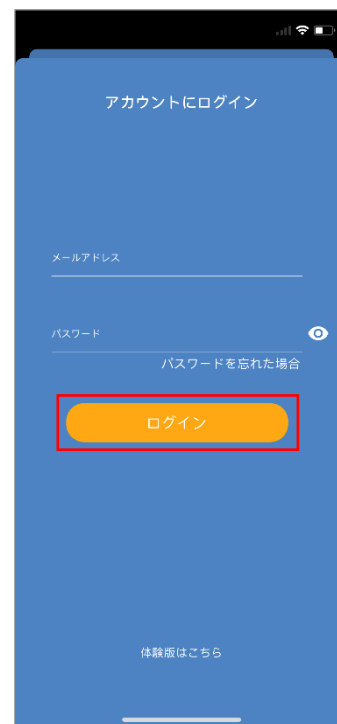 アカウントにログイン
メールアドレス
パスワード
パスワードを忘れた場合
ログイン
体験版はこちら